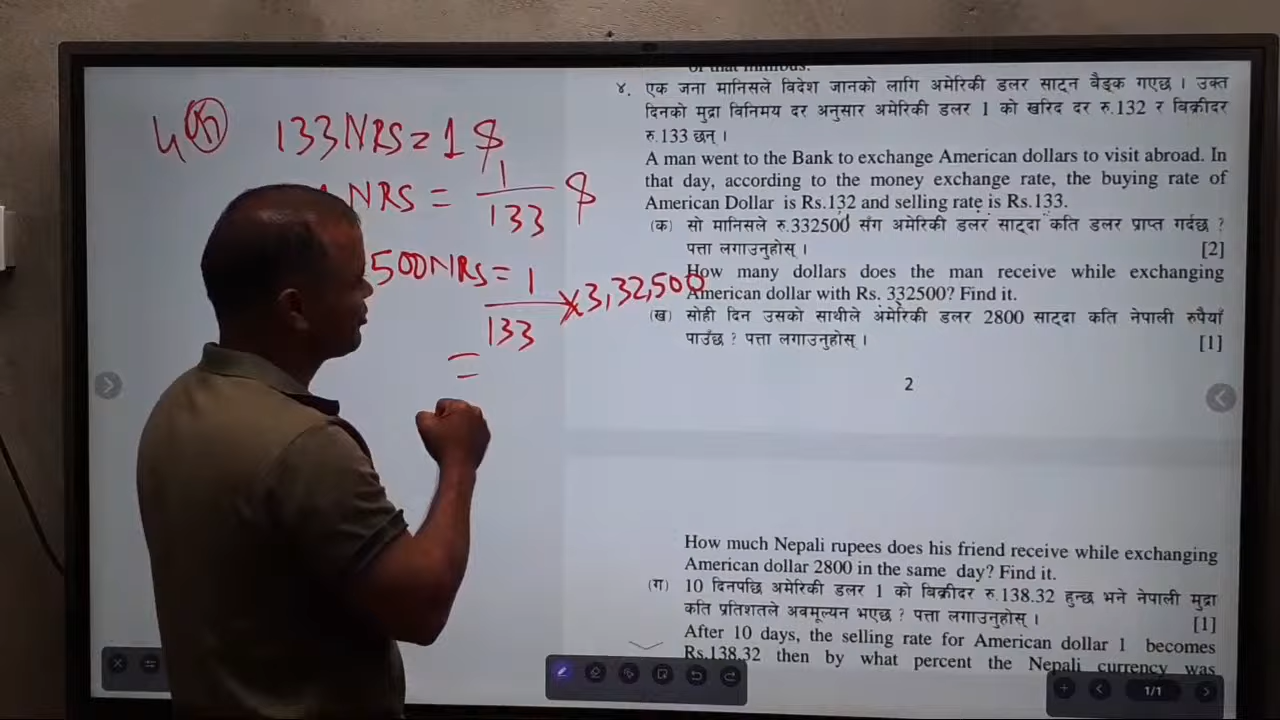 4 (क)
133 NRS = 1 $
NRS = 1/133 $
500 NRS = 1/133 × 3,32,500
=
४. एक जना मानिसले विदेश जानको लागि अमेरिकी डलर साट्न बैङ्क गएछ । उक्त
दिनको मुद्रा विनिमय दर अनुसार अमेरिकी डलर 1 को खरिद दर रु.132 र बिक्रीदर
रु.133 छन् ।
A man went to the Bank to exchange American dollars to visit abroad. In
that day, according to the money exchange rate, the buying rate of
American Dollar is Rs.132 and selling rate is Rs.133.
(क) सो मानिसले रु.332500 सँग अमेरिकी डलर साट्दा कति डलर प्राप्त गर्दछ ?
पत्ता लगाउनुहोस् । [2]
How many dollars does the man receive while exchanging
American dollar with Rs. 332500? Find it.
(ख) सोही दिन उसको साथीले अमेरिकी डलर 2800 साट्दा कति नेपाली रुपैयाँ
पाउँछ ? पत्ता लगाउनुहोस् । [1]
2
How much Nepali rupees does his friend receive while exchanging
American dollar 2800 in the same day? Find it.
(ग) 10 दिनपछि अमेरिकी डलर 1 को बिक्रीदर रु.138.32 हुन्छ भने नेपाली मुद्रा
कति प्रतिशतले अवमूल्यन भएछ ? पत्ता लगाउनुहोस् । [1]
After 10 days, the selling rate for American dollar 1 becomes
Rs.138.32 then by what percent the Nepali currency was
1/1